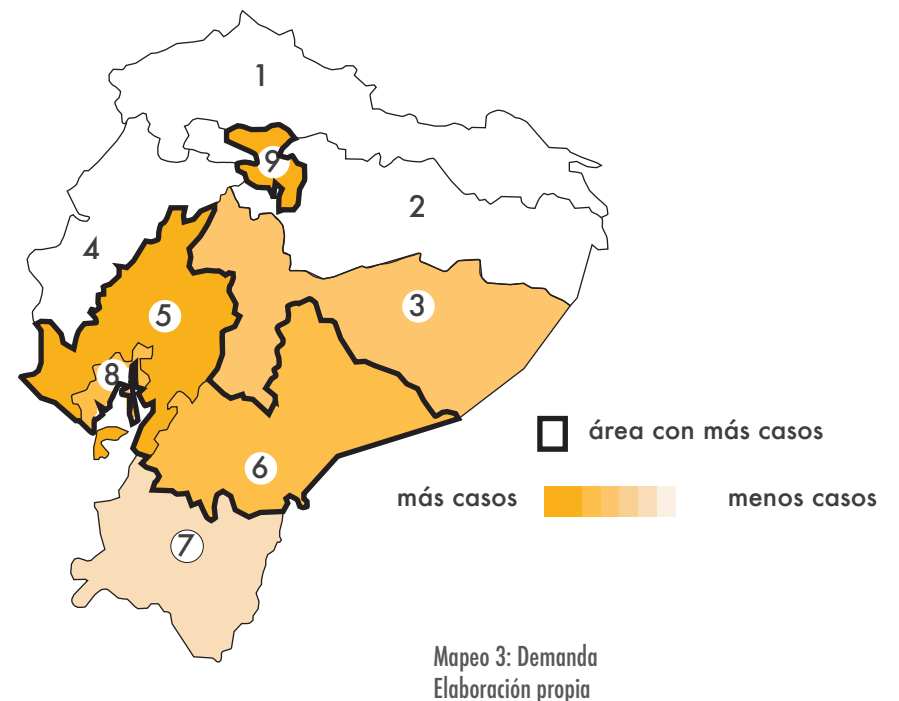 1
9
2
4
3
5
8
área con más casos
6
más casos
menos casos
7
Mapeo 3: Demanda
Elaboración propia